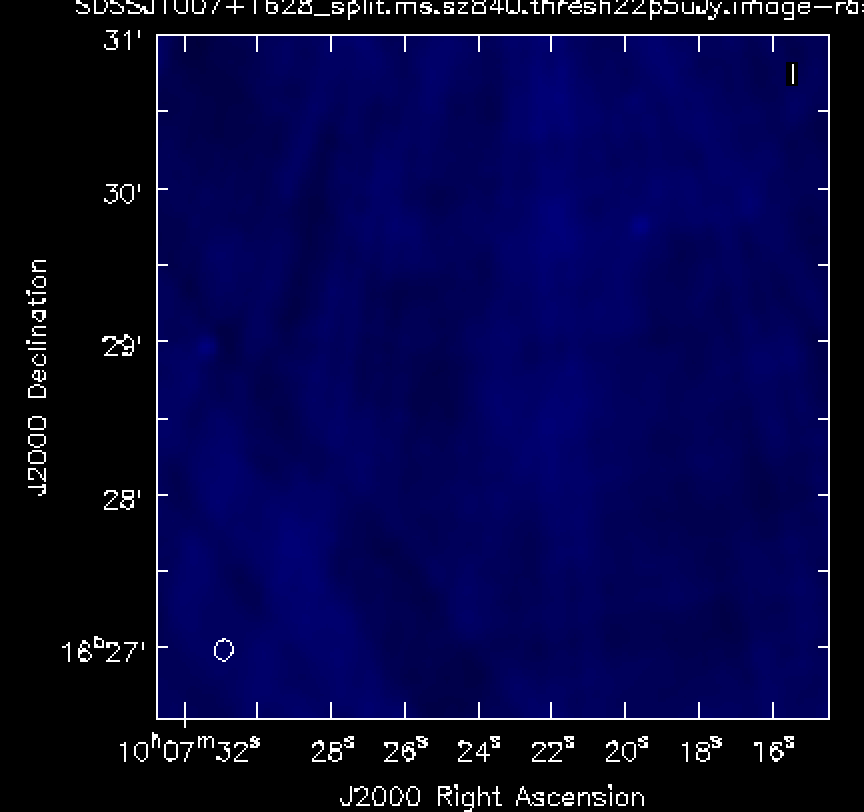 SDSSJ1007+1628_split.ms.sz840.thresh22p5uJy.image-r
31'
I
30'
29'
28'
16°27'
J2000 Declination
10ʰ07ᵐ32ˢ 28ˢ 26ˢ 24ˢ 22ˢ 20ˢ 18ˢ 16ˢ
J2000 Right Ascension